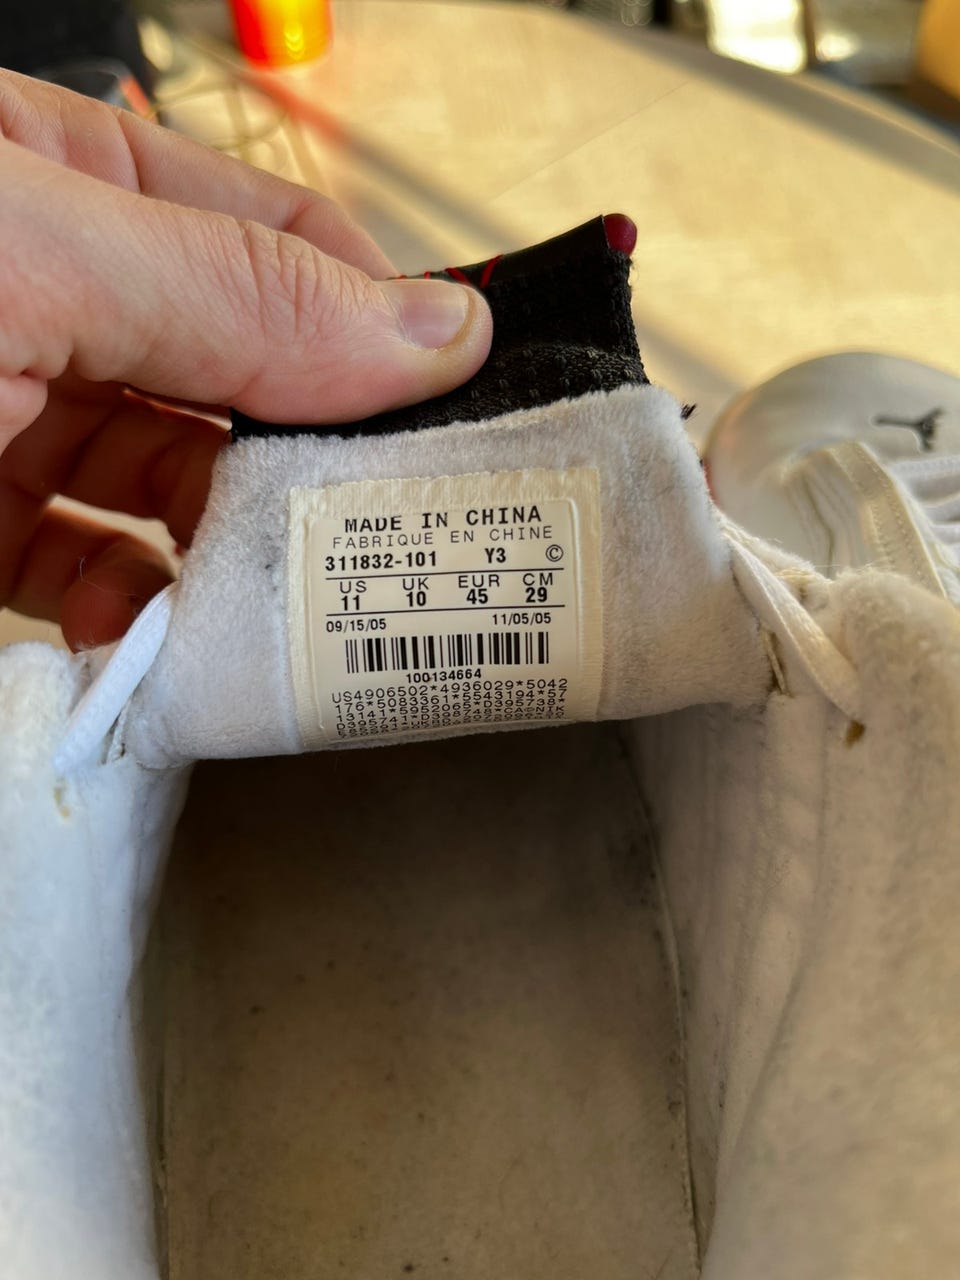 MADE IN CHINA
FABRIQUE EN CHINE
311832-101 Y3 ©
US UK EUR CM
11 10 45 29
09/15/05 11/05/05
100134664
US4906502*4936029*5042
176*5083361*5543194*57